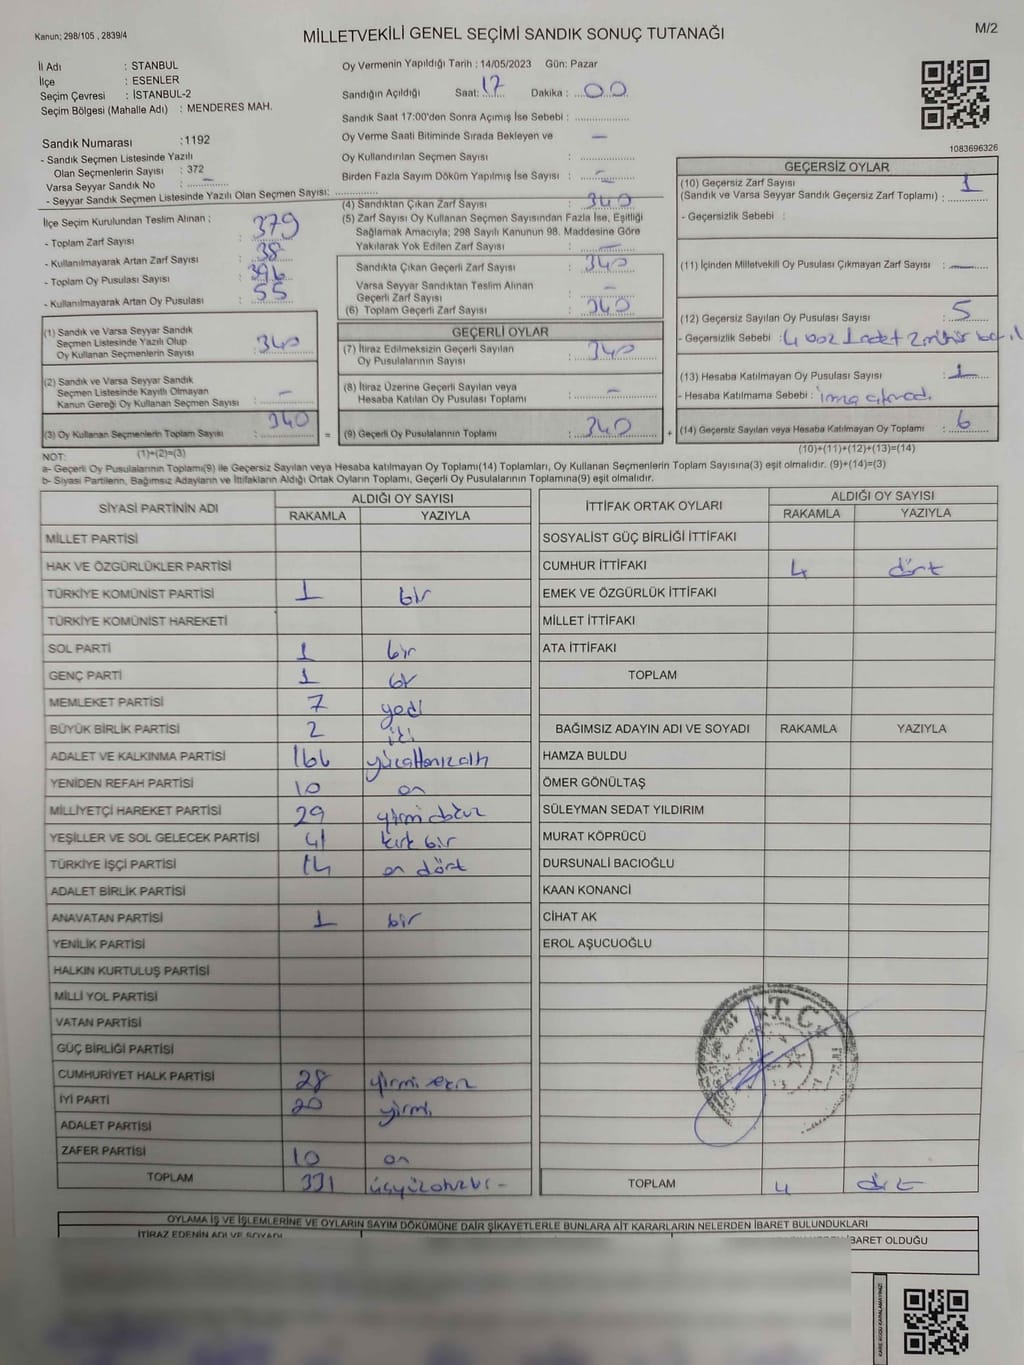 Kanun; 298/105 , 2839/4
MİLLETVEKİLİ GENEL SEÇİMİ SANDIK SONUÇ TUTANAĞI
M/2
İl Adı : STANBUL
İlçe : ESENLER
Seçim Çevresi : İSTANBUL-2
Seçim Bölgesi (Mahalle Adı) : MENDERES MAH.
Sandık Numarası :1192
- Sandık Seçmen Listesinde Yazılı
Olan Seçmenlerin Sayısı : 372
Varsa Seyyar Sandık No : –
- Seyyar Sandık Seçmen Listesinde Yazılı Olan Seçmen Sayısı:
Oy Vermenin Yapıldığı Tarih : 14/05/2023 Gün: Pazar
Sandığın Açıldığı Saat: 17 Dakika : 00
Sandık Saat 17:00'den Sonra Açımış İse Sebebi :
Oy Verme Saati Bitiminde Sırada Bekleyen ve —
Oy Kullandırılan Seçmen Sayısı :
Birden Fazla Sayım Döküm Yapılmış İse Sayısı : –
1083696326
İlçe Seçim Kurulundan Teslim Alınan ;
- Toplam Zarf Sayısı : 379
- Kullanılmayarak Artan Zarf Sayısı : 38
- Toplam Oy Pusulası Sayısı : 396
- Kullanılmayarak Artan Oy Pusulası : 55
(1) Sandık ve Varsa Seyyar Sandık
Seçmen Listesinde Yazılı Olup
Oy Kullanan Seçmenlerin Sayısı : 340
(2) Sandık ve Varsa Seyyar Sandık
Seçmen Listesinde Kayıtlı Olmayan
Kanun Gereği Oy Kullanan Seçmen Sayısı : –
(3) Oy Kullanan Seçmenlerin Toplam Sayısı : 340
(4) Sandıktan Çıkan Zarf Sayısı : 340
(5) Zarf Sayısı Oy Kullanan Seçmen Sayısından Fazla İse, Eşitliği
Sağlamak Amacıyla; 298 Sayılı Kanunun 98. Maddesine Göre
Yakılarak Yok Edilen Zarf Sayısı : —
Sandıkta Çıkan Geçerli Zarf Sayısı : 340
Varsa Seyyar Sandıktan Teslim Alınan
Geçerli Zarf Sayısı : –
(6) Toplam Geçerli Zarf Sayısı : 340
GEÇERLİ OYLAR
(7) İtiraz Edilmeksizin Geçerli Sayılan
Oy Pusulalarının Sayısı : 340
(8) İtiraz Üzerine Geçerli Sayılan veya
Hesaba Katılan Oy Pusulası Toplamı : –
= (9) Geçerli Oy Pusulalarının Toplamı : 340 +
GEÇERSİZ OYLAR
(10) Geçersiz Zarf Sayısı
(Sandık ve Varsa Seyyar Sandık Geçersiz Zarf Toplamı) : 1
- Geçersizlik Sebebi :
(11) İçinden Milletvekili Oy Pusulası Çıkmayan Zarf Sayısı : —
(12) Geçersiz Sayılan Oy Pusulası Sayısı : 5
- Geçersizlik Sebebi :
(13) Hesaba Katılmayan Oy Pusulası Sayısı : 1
- Hesaba Katılmama Sebebi :
(14) Geçersiz Sayılan veya Hesaba Katılmayan Oy Toplamı : 6
NOT: (1)+(2)=(3)
(10)+(11)+(12)+(13)=(14)
a- Geçerli Oy Pusulalarının Toplamı(9) ile Geçersiz Sayılan veya Hesaba katılmayan Oy Toplamı(14) Toplamları, Oy Kullanan Seçmenlerin Toplam Sayısına(3) eşit olmalıdır. (9)+(14)=(3)
b- Siyasi Partilerin, Bağımsız Adayların ve İttifakların Aldığı Ortak Oyların Toplamı, Geçerli Oy Pusulalarının Toplamına(9) eşit olmalıdır.
SİYASİ PARTİNİN ADI ALDIĞI OY SAYISI
RAKAMLA YAZIYLA
MİLLET PARTİSİ
HAK VE ÖZGÜRLÜKLER PARTİSİ
TÜRKİYE KOMÜNİST PARTİSİ 1 bir
TÜRKİYE KOMÜNİST HAREKETİ
SOL PARTİ 1 bir
GENÇ PARTİ 1 bir
MEMLEKET PARTİSİ 7 yedi
BÜYÜK BİRLİK PARTİSİ 2 iki
ADALET VE KALKINMA PARTİSİ 166 yüzaltmışaltı
YENİDEN REFAH PARTİSİ 10 on
MİLLİYETÇİ HAREKET PARTİSİ 29 yirmi dokuz
YEŞİLLER VE SOL GELECEK PARTİSİ 41 kırk bir
TÜRKİYE İŞÇİ PARTİSİ 14 on dört
ADALET BİRLİK PARTİSİ
ANAVATAN PARTİSİ 1 bir
YENİLİK PARTİSİ
HALKIN KURTULUŞ PARTİSİ
MİLLİ YOL PARTİSİ
VATAN PARTİSİ
GÜÇ BİRLİĞİ PARTİSİ
CUMHURİYET HALK PARTİSİ 28 yirmi sekiz
İYİ PARTİ 20 yirmi
ADALET PARTİSİ
ZAFER PARTİSİ 10 on
TOPLAM 331 üçyüzotuzbir
İTTİFAK ORTAK OYLARI ALDIĞI OY SAYISI
RAKAMLA YAZIYLA
SOSYALİST GÜÇ BİRLİĞİ İTTİFAKI
CUMHUR İTTİFAKI 4 dört
EMEK VE ÖZGÜRLÜK İTTİFAKI
MİLLET İTTİFAKI
ATA İTTİFAKI
TOPLAM
BAĞIMSIZ ADAYIN ADI VE SOYADI RAKAMLA YAZIYLA
HAMZA BULDU
ÖMER GÖNÜLTAŞ
SÜLEYMAN SEDAT YILDIRIM
MURAT KÖPRÜCÜ
DURSUNALİ BACIOĞLU
KAAN KONANCİ
CİHAT AK
EROL AŞUCUOĞLU
T.C.
TOPLAM 4 dört
OYLAMA İŞ VE İŞLEMLERİNE VE OYLARIN SAYIM DÖKÜMÜNE DAİR ŞİKAYETLERLE BUNLARA AİT KARARLARIN NELERDEN İBARET BULUNDUKLARI
İTİRAZ EDENİN ADI VE SOYADI
İBARET OLDUĞU